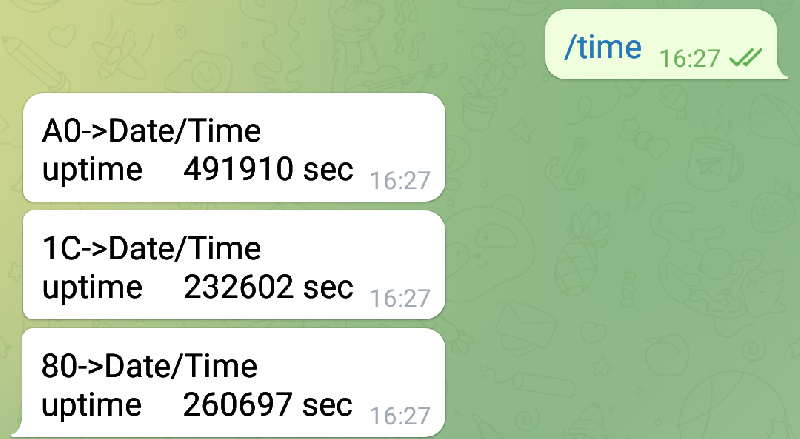 /time 16:27
A0->Date/Time
uptime 491910 sec 16:27
1C->Date/Time
uptime 232602 sec 16:27
80->Date/Time
uptime 260697 sec 16:27